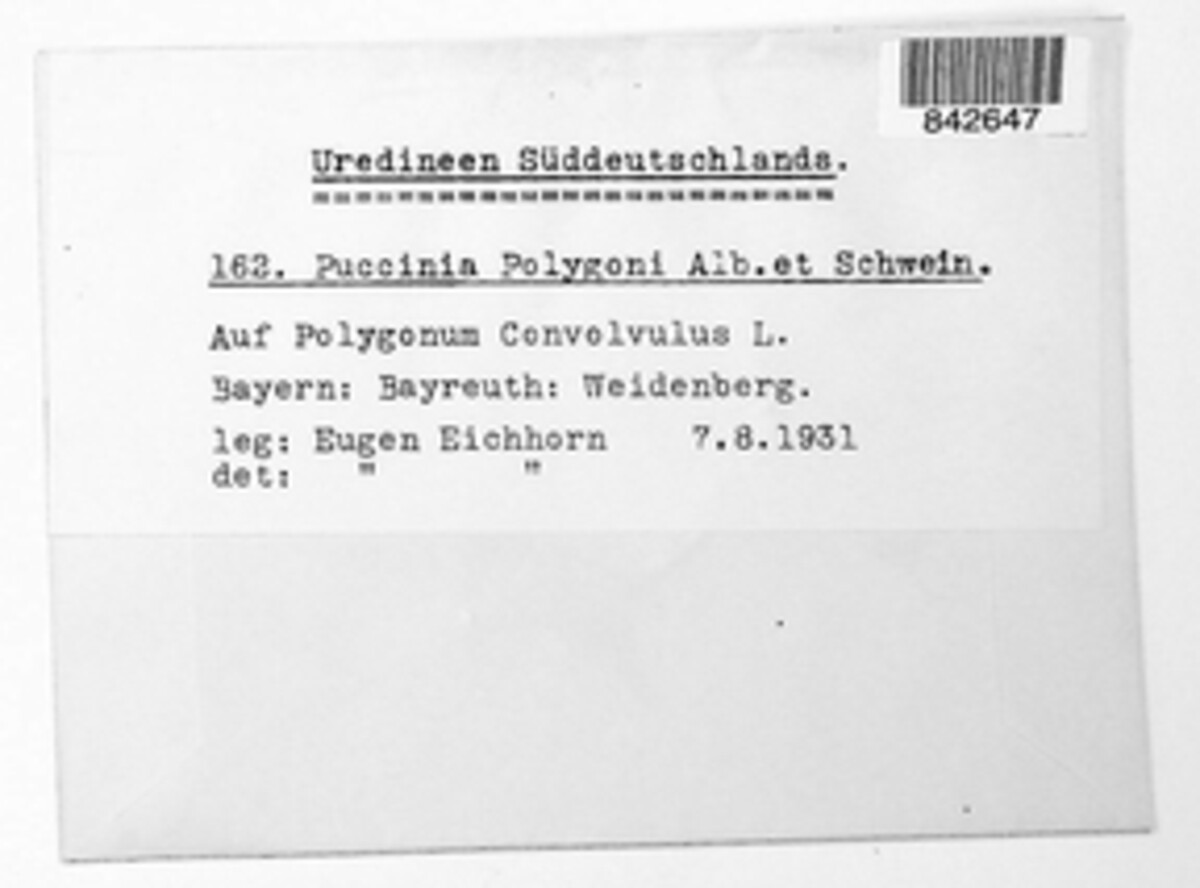 842647
Uredineen Süddeutschlands.
162. Puccinia Polygoni Alb.et Schwein.
Auf Polygonum Convolvulus L.
Bayern: Bayreuth: Weidenberg.
leg: Eugen Eichhorn 7.8.1931
det: " "